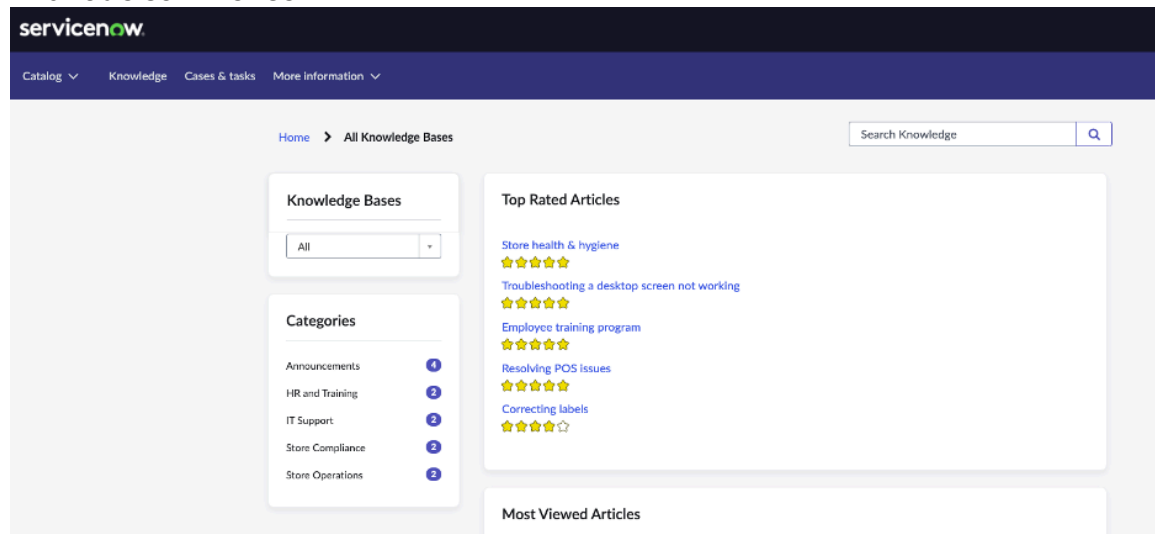 servicenow.
Catalog
Knowledge
Cases & tasks
More information
Home > All Knowledge Bases
Search Knowledge
Knowledge Bases
All
Categories
Announcements 4
HR and Training 2
IT Support 2
Store Compliance 2
Store Operations 2
Top Rated Articles
Store health & hygiene
Troubleshooting a desktop screen not working
Employee training program
Resolving POS issues
Correcting labels
Most Viewed Articles